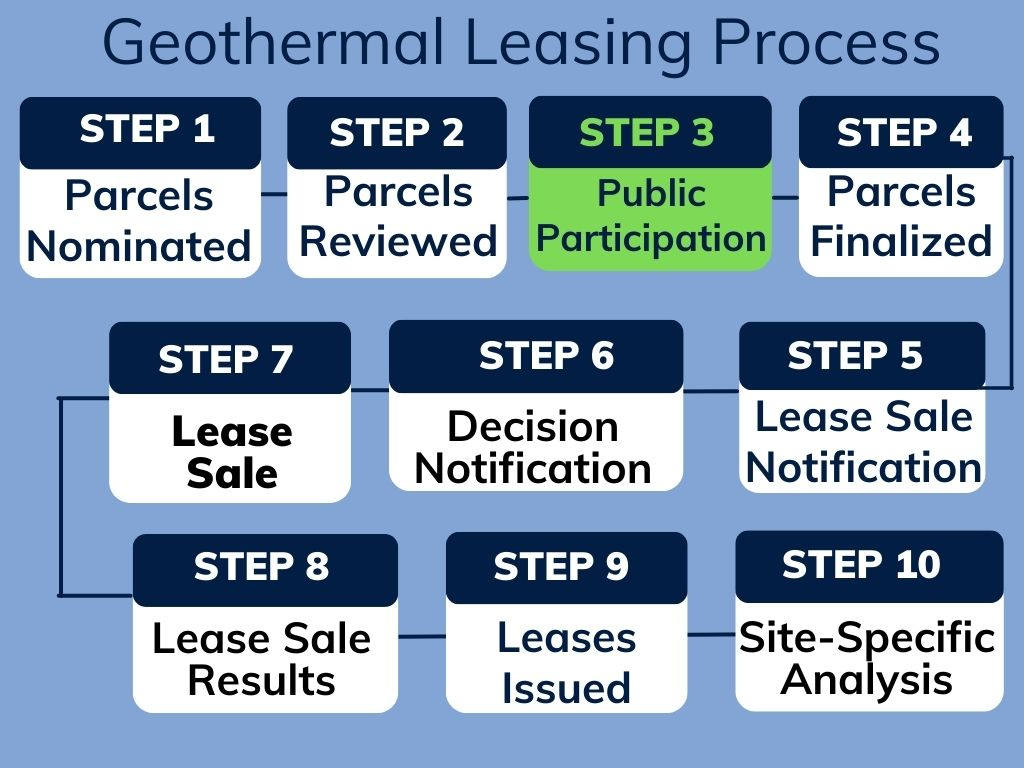 Geothermal Leasing Process
STEP 1
Parcels
Nominated
STEP 2
Parcels
Reviewed
STEP 3
Public
Participation
STEP 4
Parcels
Finalized
STEP 5
Lease Sale
Notification
STEP 6
Decision
Notification
STEP 7
Lease
Sale
STEP 8
Lease Sale
Results
STEP 9
Leases
Issued
STEP 10
Site-Specific
Analysis